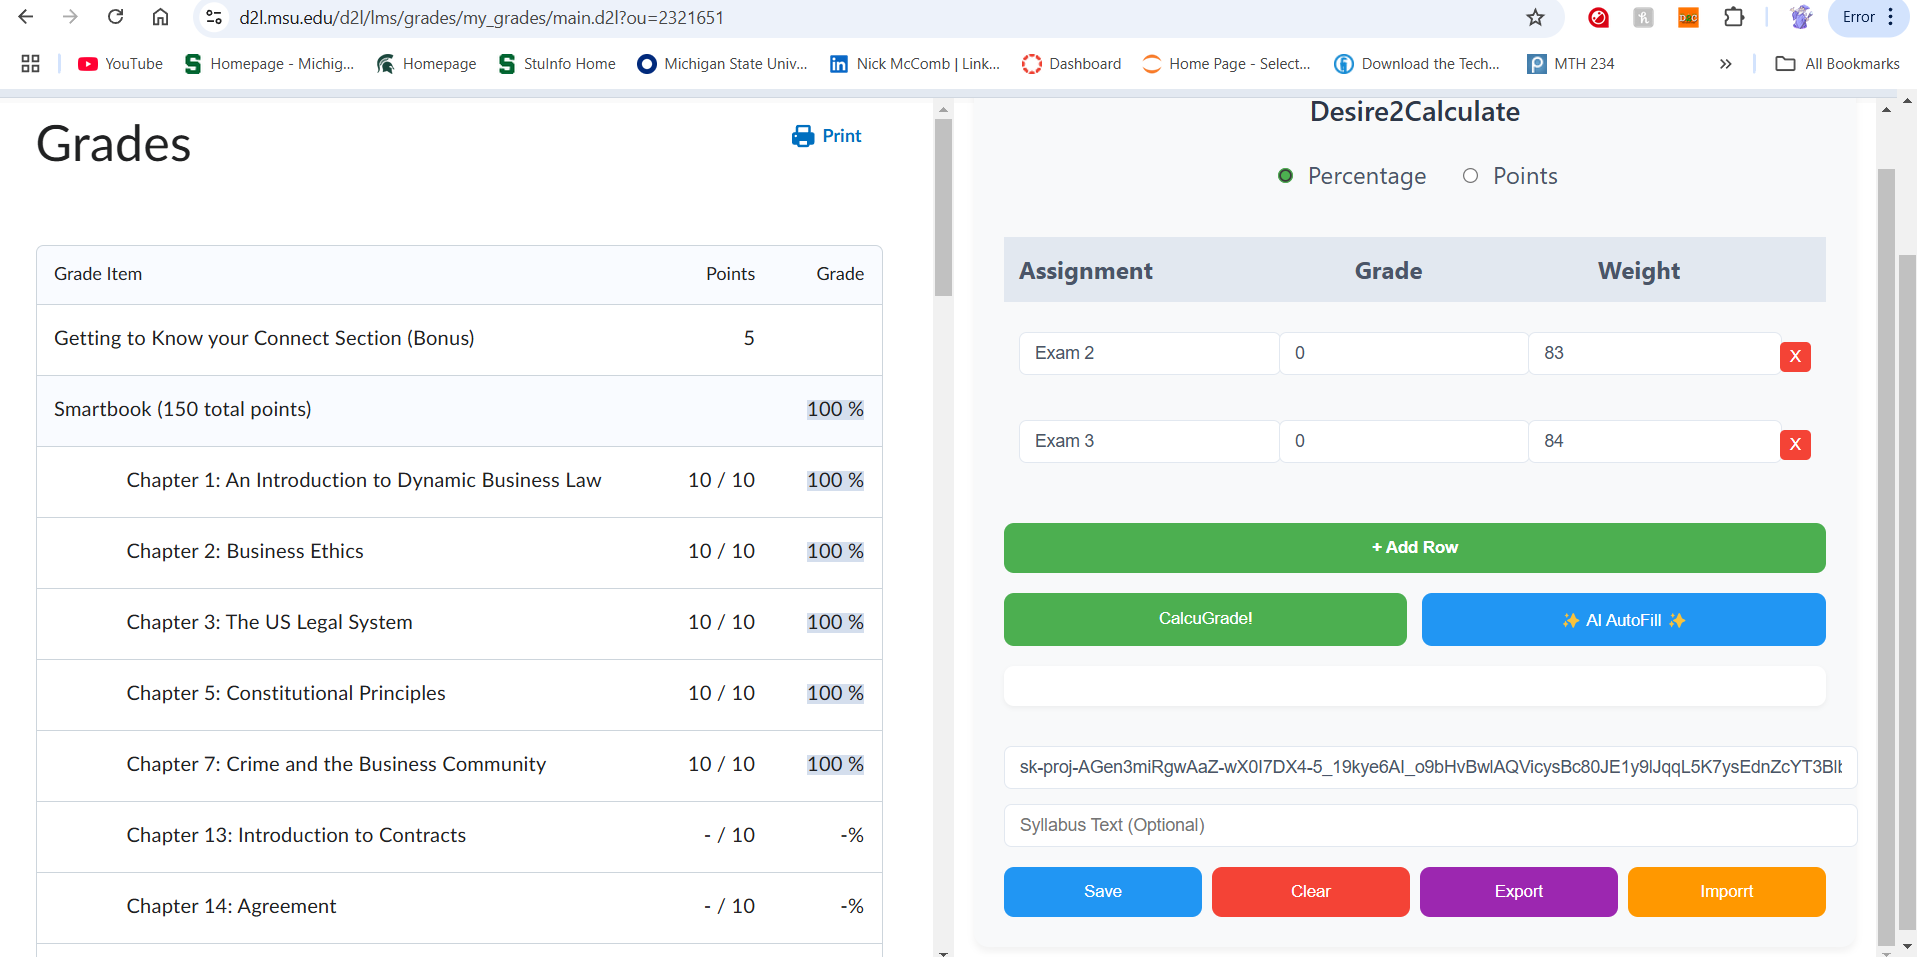 d2l.msu.edu/d2l/lms/grades/my_grades/main.d2l?ou=2321651
Error
YouTube
Homepage - Michig...
Homepage
StuInfo Home
Michigan State Univ...
Nick McComb | Link...
Dashboard
Home Page - Select...
Download the Tech...
MTH 234
All Bookmarks
Grades
Print
Grade Item Points Grade
Getting to Know your Connect Section (Bonus) 5
Smartbook (150 total points) 100 %
Chapter 1: An Introduction to Dynamic Business Law 10 / 10 100 %
Chapter 2: Business Ethics 10 / 10 100 %
Chapter 3: The US Legal System 10 / 10 100 %
Chapter 5: Constitutional Principles 10 / 10 100 %
Chapter 7: Crime and the Business Community 10 / 10 100 %
Chapter 13: Introduction to Contracts - / 10 -%
Chapter 14: Agreement - / 10 -%
Desire2Calculate
Percentage Points
Assignment Grade Weight
Exam 2 0 83 X
Exam 3 0 84 X
+ Add Row
CalcuGrade!
✨ AI AutoFill ✨
Syllabus Text (Optional)
Save
Clear
Export
Imporrt